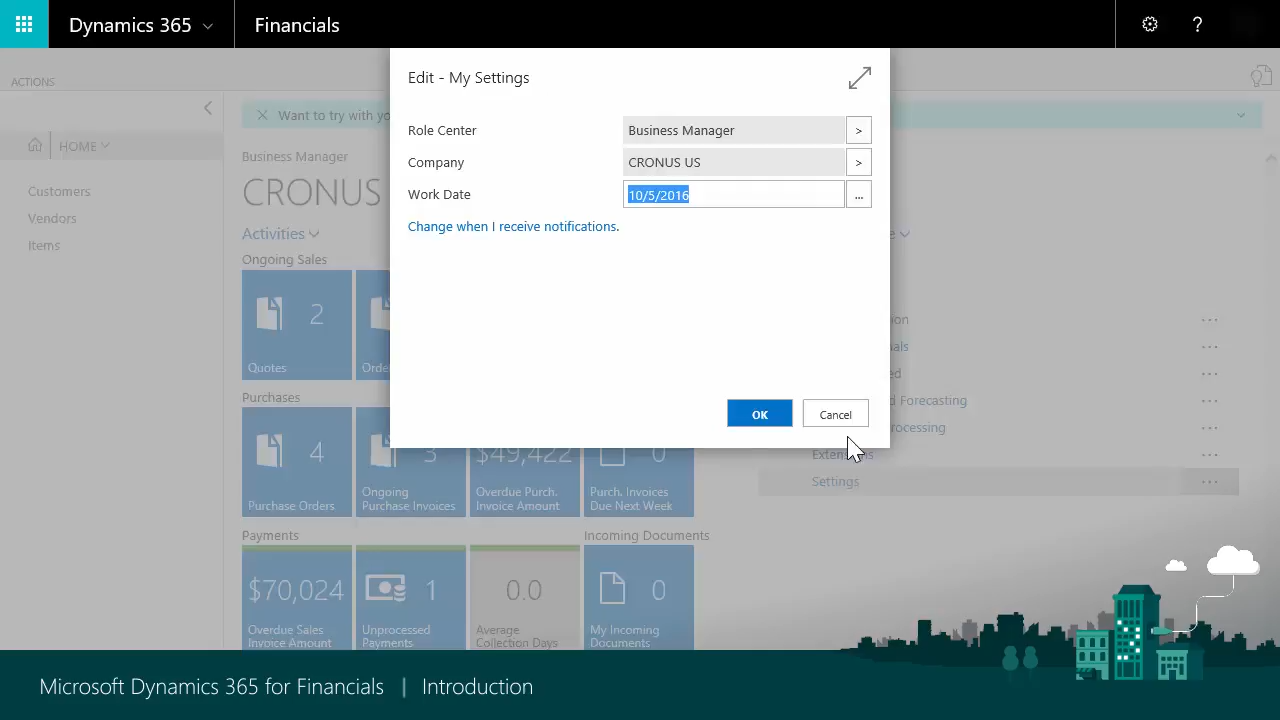 Dynamics 365
Financials
?
ACTIONS
Edit - My Settings
Want to try with yo
Role Center
Business Manager
>
Company
CRONUS US
>
Work Date
10/5/2016
...
Change when I receive notifications.
OK
Cancel
HOME
Customers
Vendors
Items
Business Manager
CRONUS
Activities
Ongoing Sales
2
Quotes
Orde
Purchases
4
Purchase Orders
3
Ongoing
Purchase Invoices
$49,422
Overdue Purch.
Invoice Amount
0
Purch. Invoices
Due Next Week
Payments
Incoming Documents
$70,024
Overdue Sales
Invoice Amount
1
Unprocessed
Payments
0.0
Average
Collection Days
0
My Incoming
Documents
e
on
als
ed
d Forecasting
rocessing
Extensions
Settings
Microsoft Dynamics 365 for Financials | Introduction